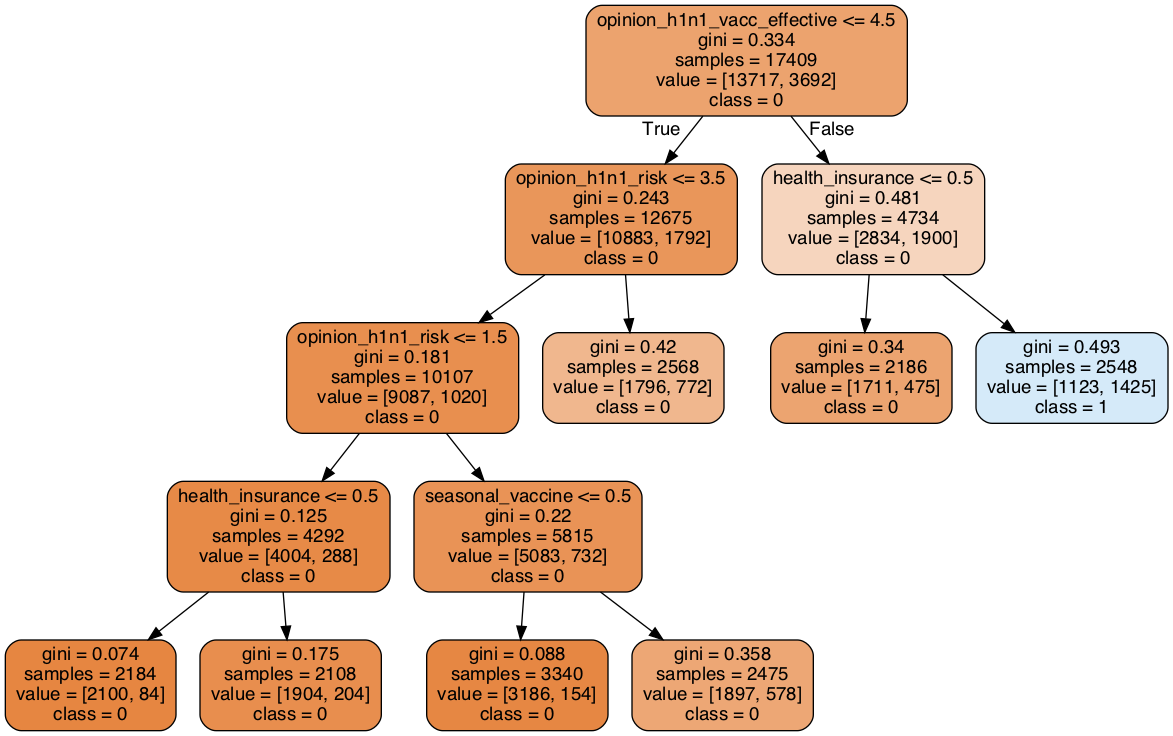 opinion_h1n1_vacc_effective <= 4.5
gini = 0.334
samples = 17409
value = [13717, 3692]
class = 0
True
False
opinion_h1n1_risk <= 3.5
gini = 0.243
samples = 12675
value = [10883, 1792]
class = 0
health_insurance <= 0.5
gini = 0.481
samples = 4734
value = [2834, 1900]
class = 0
opinion_h1n1_risk <= 1.5
gini = 0.181
samples = 10107
value = [9087, 1020]
class = 0
gini = 0.42
samples = 2568
value = [1796, 772]
class = 0
gini = 0.34
samples = 2186
value = [1711, 475]
class = 0
gini = 0.493
samples = 2548
value = [1123, 1425]
class = 1
health_insurance <= 0.5
gini = 0.125
samples = 4292
value = [4004, 288]
class = 0
seasonal_vaccine <= 0.5
gini = 0.22
samples = 5815
value = [5083, 732]
class = 0
gini = 0.074
samples = 2184
value = [2100, 84]
class = 0
gini = 0.175
samples = 2108
value = [1904, 204]
class = 0
gini = 0.088
samples = 3340
value = [3186, 154]
class = 0
gini = 0.358
samples = 2475
value = [1897, 578]
class = 0